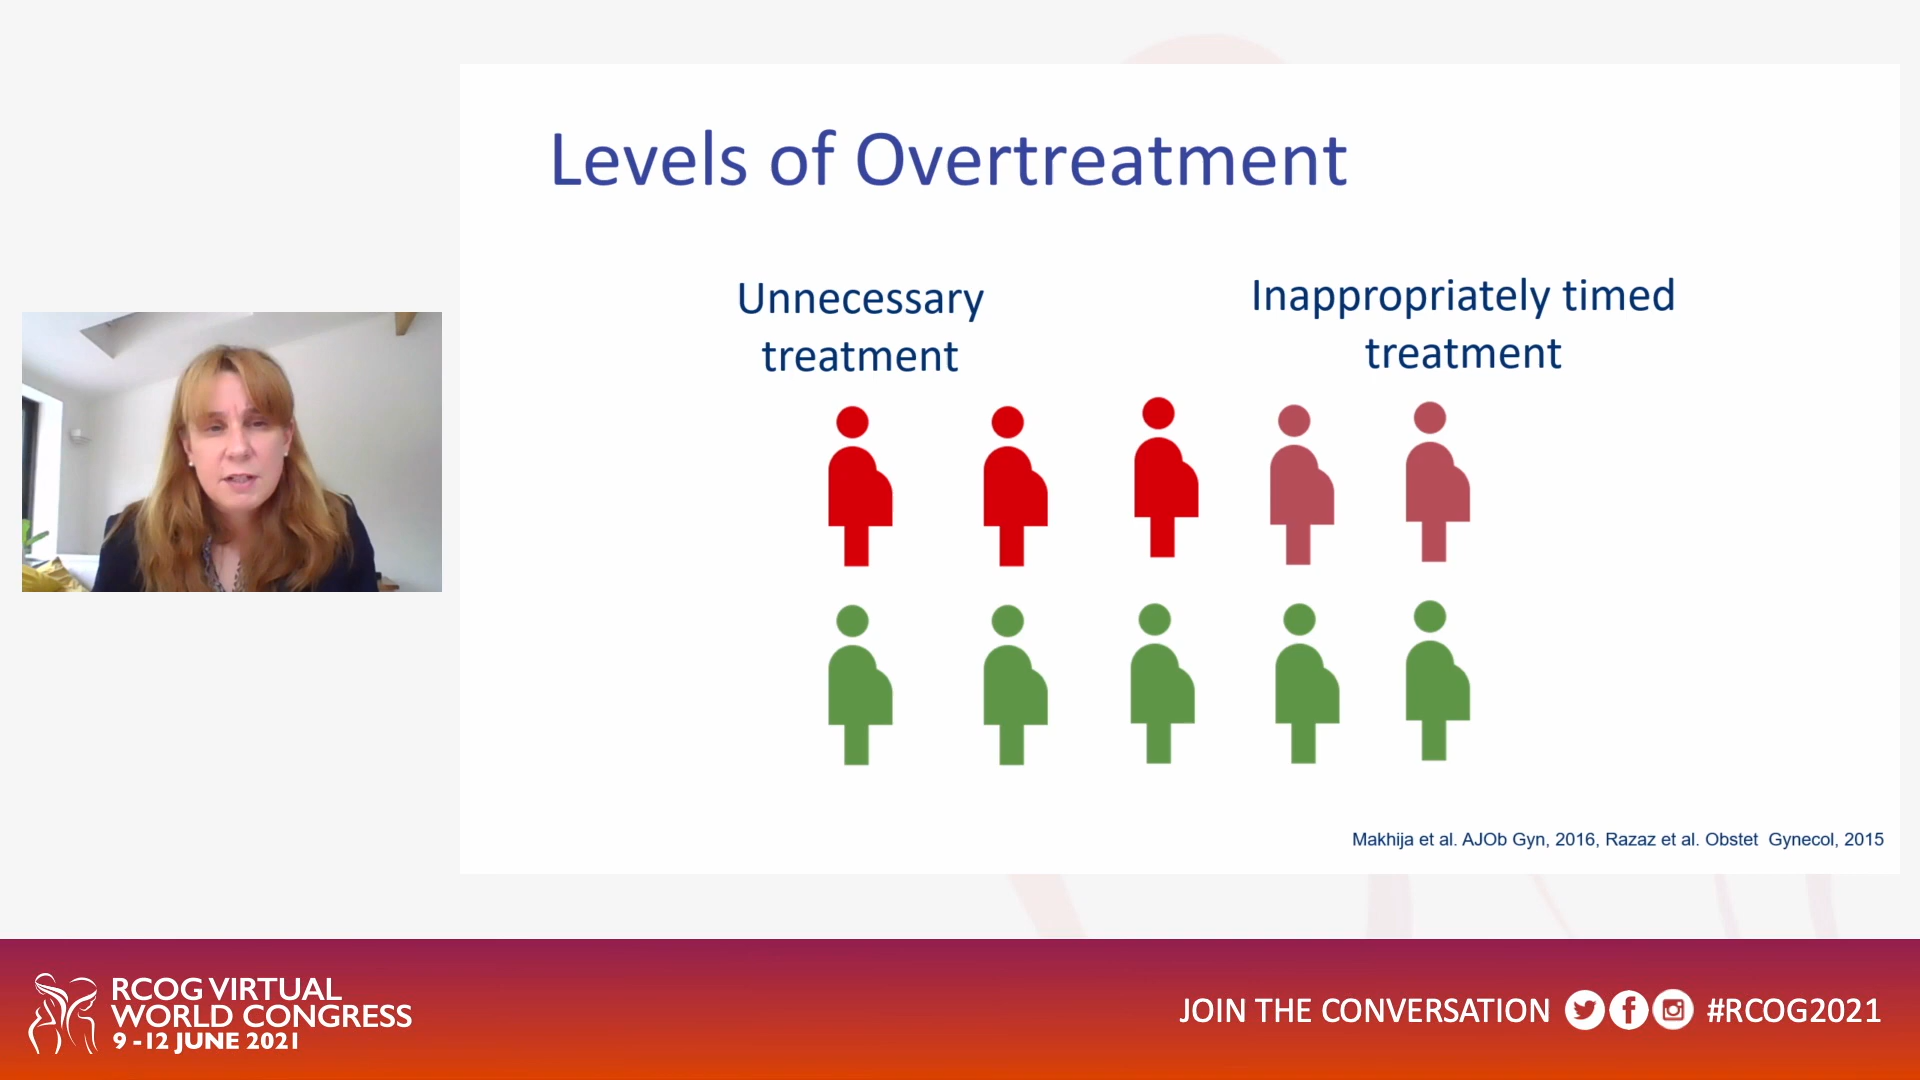 Levels of Overtreatment
Unnecessary
treatment
Inappropriately timed
treatment
Makhija et al. AJOb Gyn, 2016, Razaz et al. Obstet  Gynecol, 2015
RCOG VIRTUAL
WORLD CONGRESS
9 -12 JUNE 2021
JOIN THE CONVERSATION
#RCOG2021